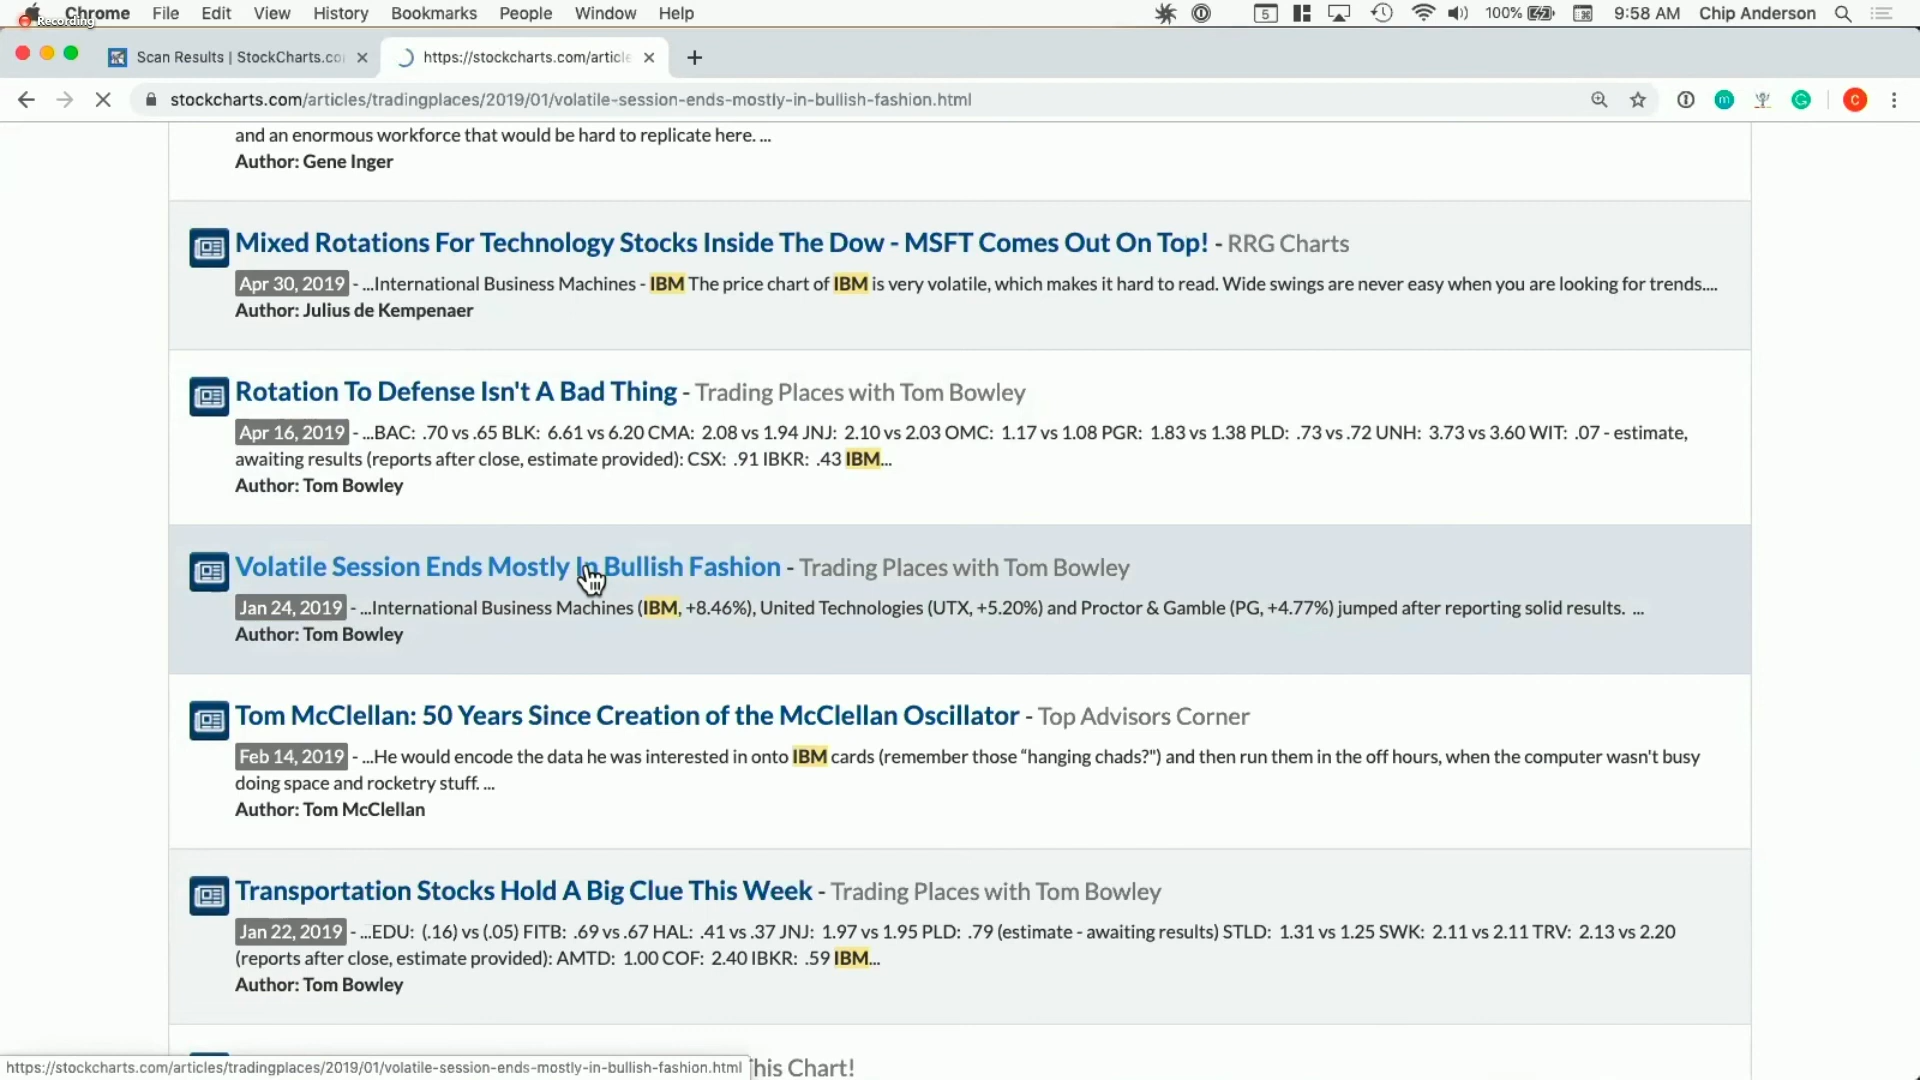 Chrome File Edit View History Bookmarks People Window Help 5 100% 9:58 AM Chip Anderson
Recording
Scan Results | StockCharts.co
https://stockcharts.com/article
stockcharts.com/articles/tradingplaces/2019/01/volatile-session-ends-mostly-in-bullish-fashion.html
and an enormous workforce that would be hard to replicate here. ...
Author: Gene Inger
Mixed Rotations For Technology Stocks Inside The Dow - MSFT Comes Out On Top! - RRG Charts
Apr 30, 2019 - ...International Business Machines - IBM The price chart of IBM is very volatile, which makes it hard to read. Wide swings are never easy when you are looking for trends....
Author: Julius de Kempenaer
Rotation To Defense Isn't A Bad Thing - Trading Places with Tom Bowley
Apr 16, 2019 - ...BAC: .70 vs .65 BLK: 6.61 vs 6.20 CMA: 2.08 vs 1.94 JNJ: 2.10 vs 2.03 OMC: 1.17 vs 1.08 PGR: 1.83 vs 1.38 PLD: .73 vs .72 UNH: 3.73 vs 3.60 WIT: .07 - estimate,
awaiting results (reports after close, estimate provided): CSX: .91 IBKR: .43 IBM...
Author: Tom Bowley
Volatile Session Ends Mostly In Bullish Fashion - Trading Places with Tom Bowley
Jan 24, 2019 - ...International Business Machines (IBM, +8.46%), United Technologies (UTX, +5.20%) and Proctor & Gamble (PG, +4.77%) jumped after reporting solid results. ...
Author: Tom Bowley
Tom McClellan: 50 Years Since Creation of the McClellan Oscillator - Top Advisors Corner
Feb 14, 2019 - ...He would encode the data he was interested in onto IBM cards (remember those “hanging chads?") and then run them in the off hours, when the computer wasn't busy
doing space and rocketry stuff. ...
Author: Tom McClellan
Transportation Stocks Hold A Big Clue This Week - Trading Places with Tom Bowley
Jan 22, 2019 - ...EDU: (.16) vs (.05) FITB: .69 vs .67 HAL: .41 vs .37 JNJ: 1.97 vs 1.95 PLD: .79 (estimate - awaiting results) STLD: 1.31 vs 1.25 SWK: 2.11 vs 2.11 TRV: 2.13 vs 2.20
(reports after close, estimate provided): AMTD: 1.00 COF: 2.40 IBKR: .59 IBM...
Author: Tom Bowley
https://stockcharts.com/articles/tradingplaces/2019/01/volatile-session-ends-mostly-in-bullish-fashion.html
his Chart!